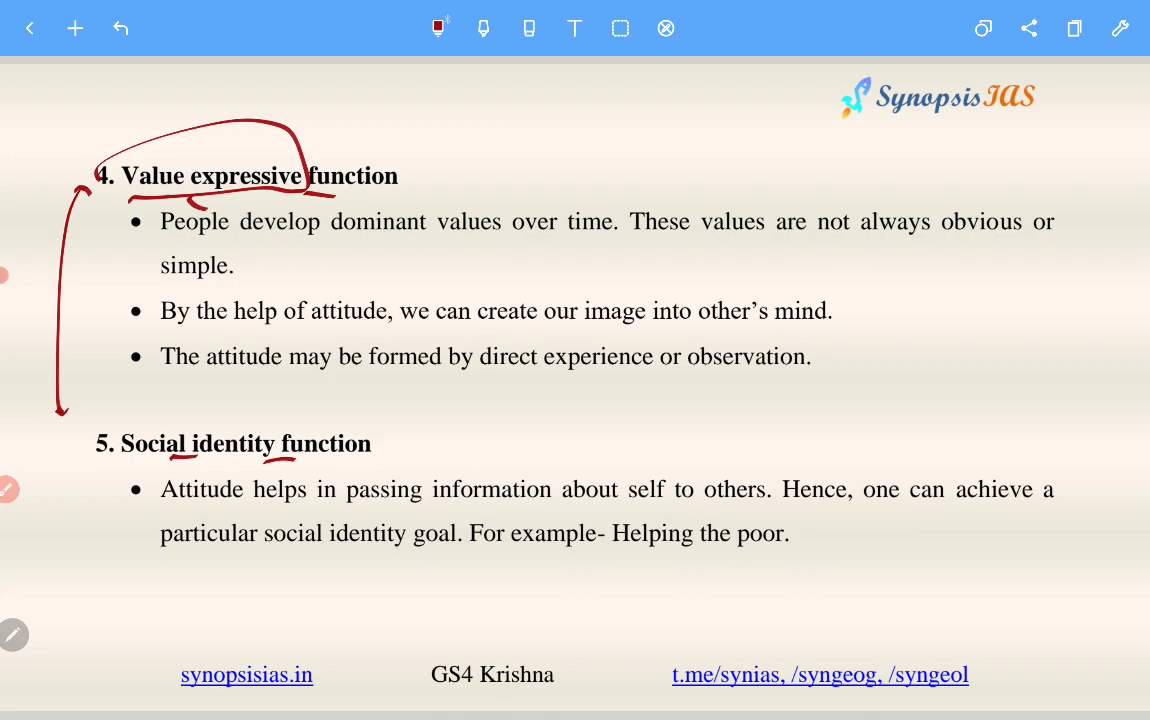 Synopsis IAS
4. Value expressive function
• People develop dominant values over time. These values are not always obvious or
simple.
• By the help of attitude, we can create our image into other’s mind.
• The attitude may be formed by direct experience or observation.
5. Social identity function
• Attitude helps in passing information about self to others. Hence, one can achieve a
particular social identity goal. For example- Helping the poor.
synopsisias.in GS4 Krishna t.me/synias, /syngeog, /syngeol